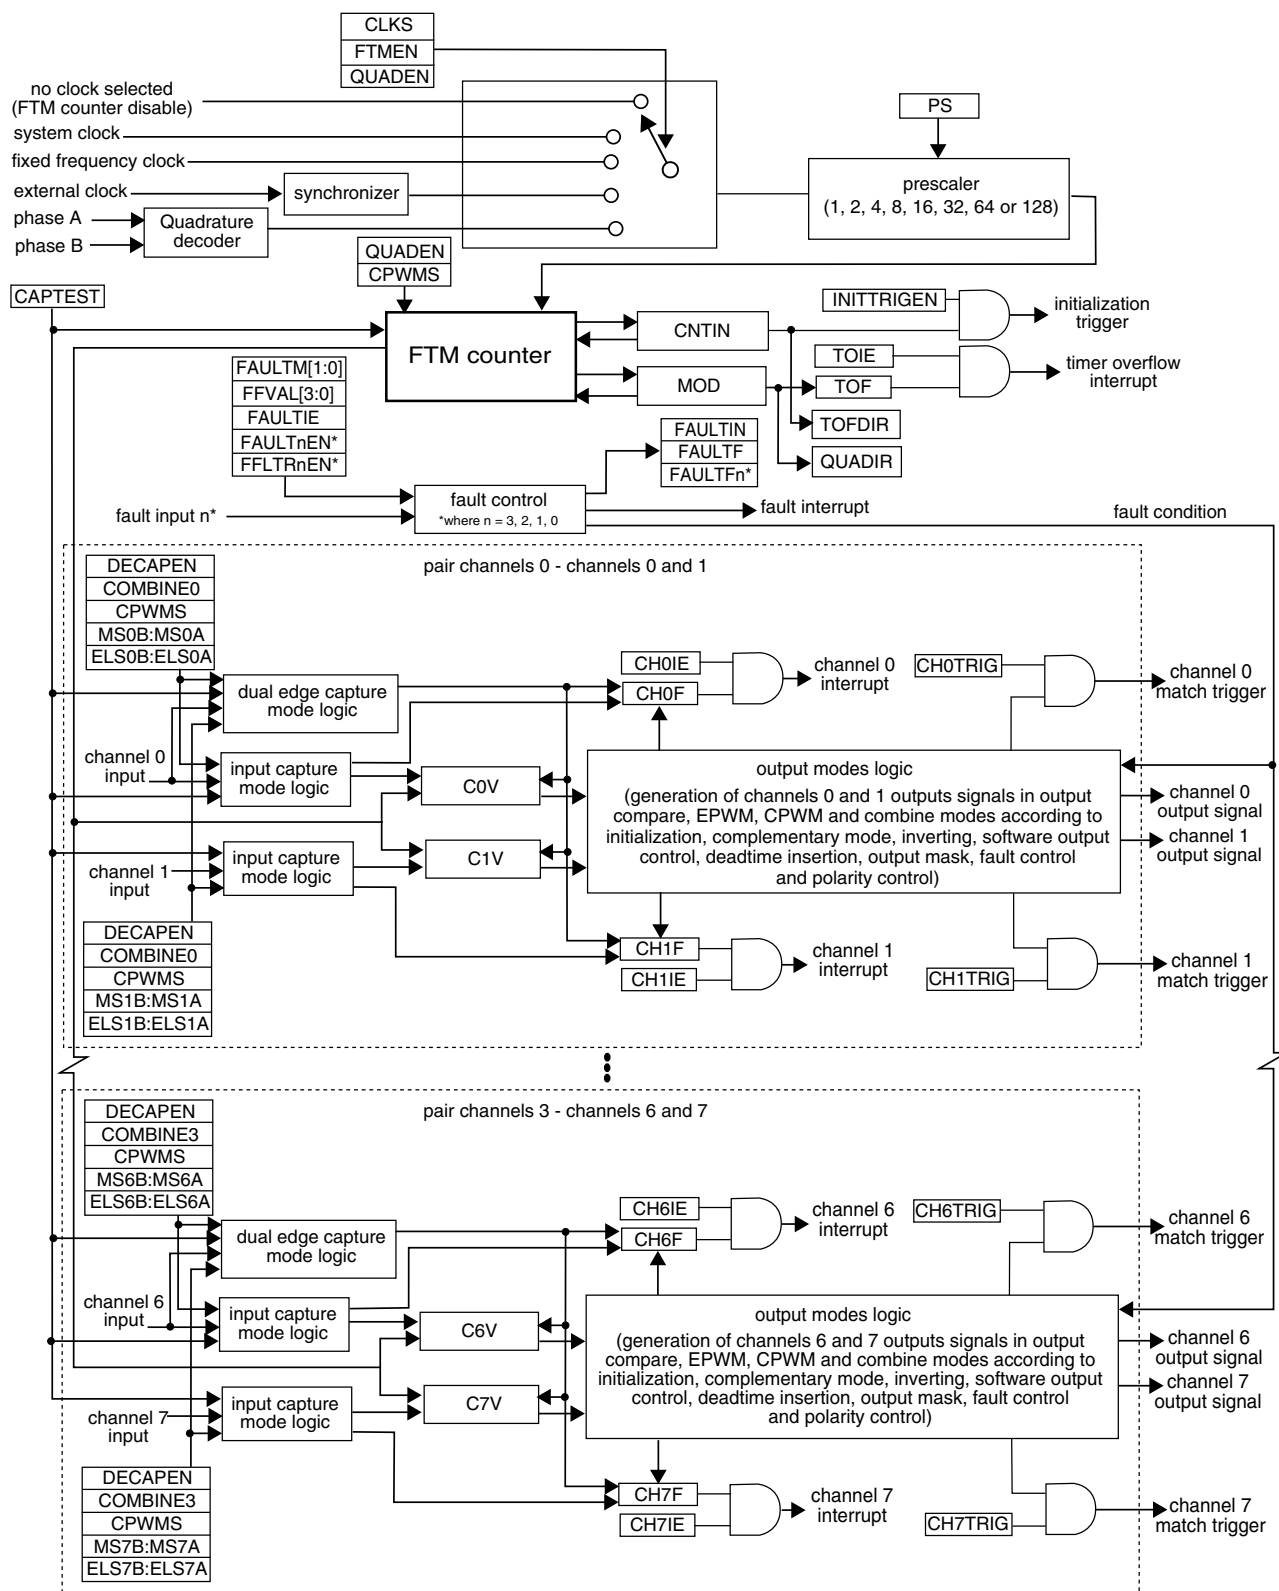 CLKS
FTMEN
QUADEN
no clock selected
(FTM counter disable)
system clock
fixed frequency clock
external clock
synchronizer
phase A
phase B
Quadrature
decoder
PS
prescaler
(1, 2, 4, 8, 16, 32, 64 or 128)
QUADEN
CPWMS
CAPTEST
FTM counter
CNTIN
MOD
INITTRIGEN
initialization
trigger
TOIE
TOF
timer overflow
interrupt
TOFDIR
QUADIR
FAULTM[1:0]
FFVAL[3:0]
FAULTIE
FAULTnEN*
FFLTRnEN*
FAULTIN
FAULTF
FAULTFn*
fault input n*
fault control
*where n = 3, 2, 1, 0
fault interrupt
fault condition
pair channels 0 - channels 0 and 1
DECAPEN
COMBINE0
CPWMS
MS0B:MS0A
ELS0B:ELS0A
dual edge capture
mode logic
CH0IE
CH0F
channel 0
interrupt
CH0TRIG
channel 0
match trigger
channel 0
input
input capture
mode logic
C0V
output modes logic
(generation of channels 0 and 1 outputs signals in output
compare, EPWM, CPWM and combine modes according to
initialization, complementary mode, inverting, software output
control, deadtime insertion, output mask, fault control
and polarity control)
channel 0
output signal
channel 1
output signal
channel 1
input
input capture
mode logic
C1V
DECAPEN
COMBINE0
CPWMS
MS1B:MS1A
ELS1B:ELS1A
CH1F
CH1IE
channel 1
interrupt
CH1TRIG
channel 1
match trigger
pair channels 3 - channels 6 and 7
DECAPEN
COMBINE3
CPWMS
MS6B:MS6A
ELS6B:ELS6A
dual edge capture
mode logic
CH6IE
CH6F
channel 6
interrupt
CH6TRIG
channel 6
match trigger
channel 6
input
input capture
mode logic
C6V
output modes logic
(generation of channels 6 and 7 outputs signals in output
compare, EPWM, CPWM and combine modes according to
initialization, complementary mode, inverting, software output
control, deadtime insertion, output mask, fault control
and polarity control)
channel 6
output signal
channel 7
output signal
channel 7
input
input capture
mode logic
C7V
DECAPEN
COMBINE3
CPWMS
MS7B:MS7A
ELS7B:ELS7A
CH7F
CH7IE
channel 7
interrupt
CH7TRIG
channel 7
match trigger